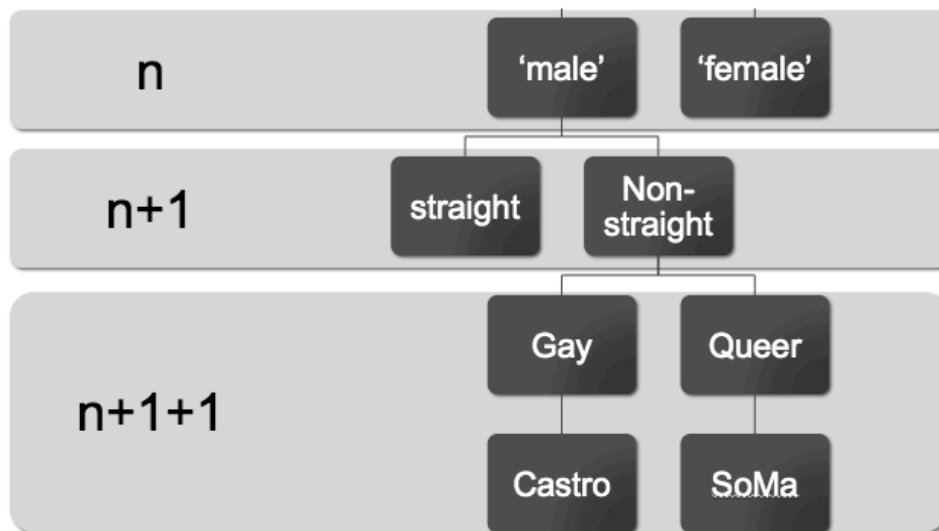 n
‘male’
‘female’
n+1
straight
Non-
straight
n+1+1
Gay
Queer
Castro
SoMa